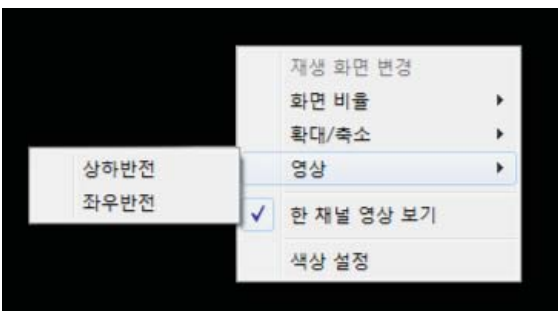 재생 화면 변경
화면 비율
확대/축소
영상
상하반전
좌우반전
한 채널 영상 보기
색상 설정